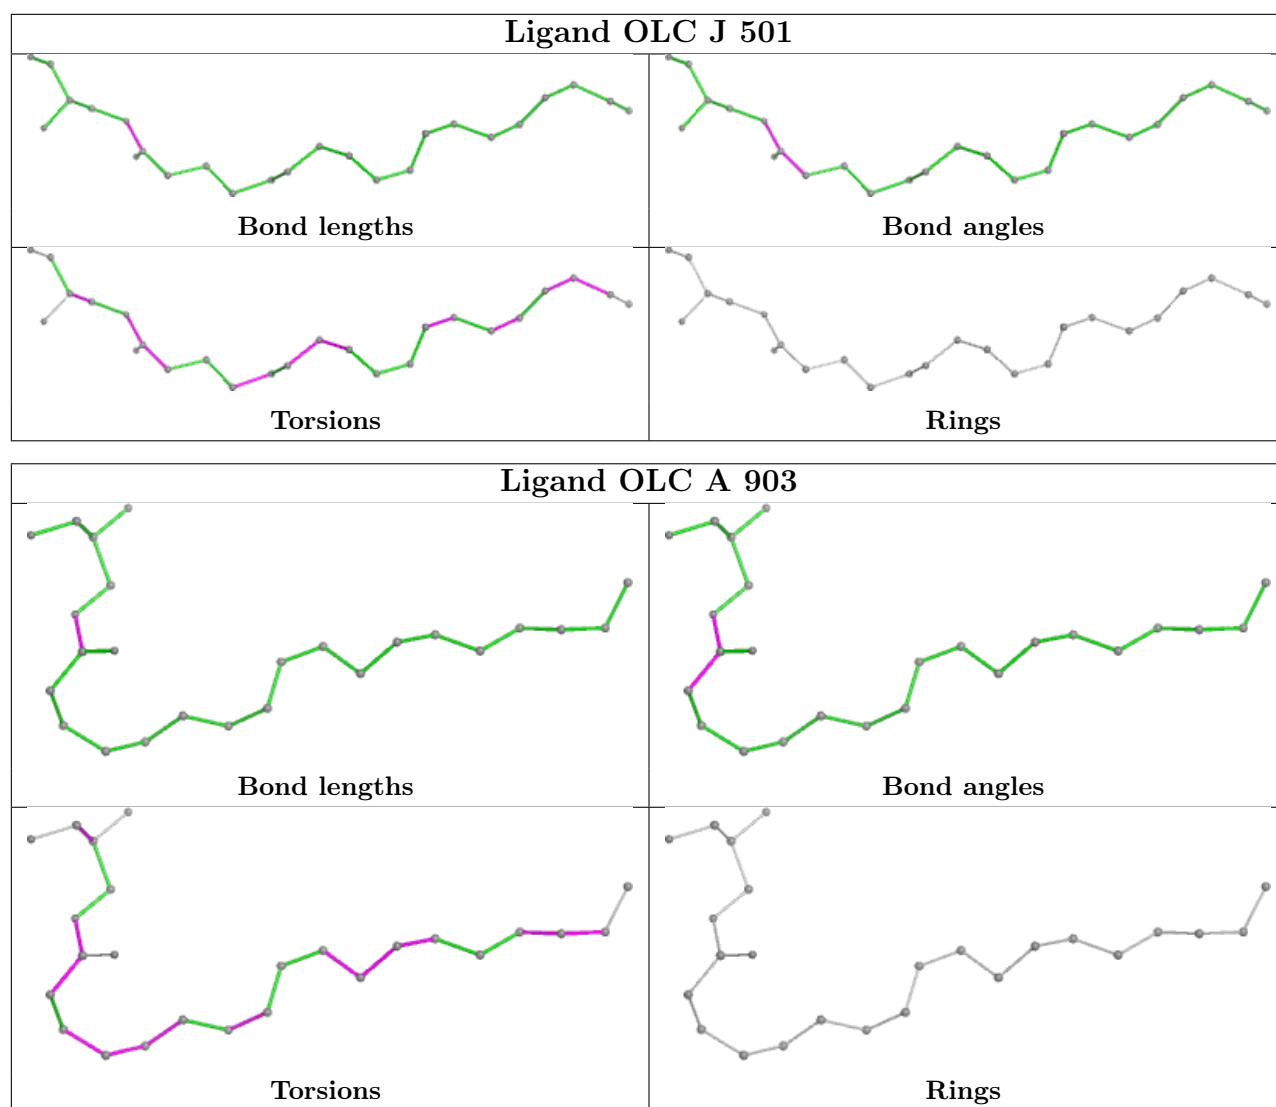 Ligand OLC J 501
Bond lengths
Bond angles
Torsions
Rings
Ligand OLC A 903
Bond lengths
Bond angles
Torsions
Rings